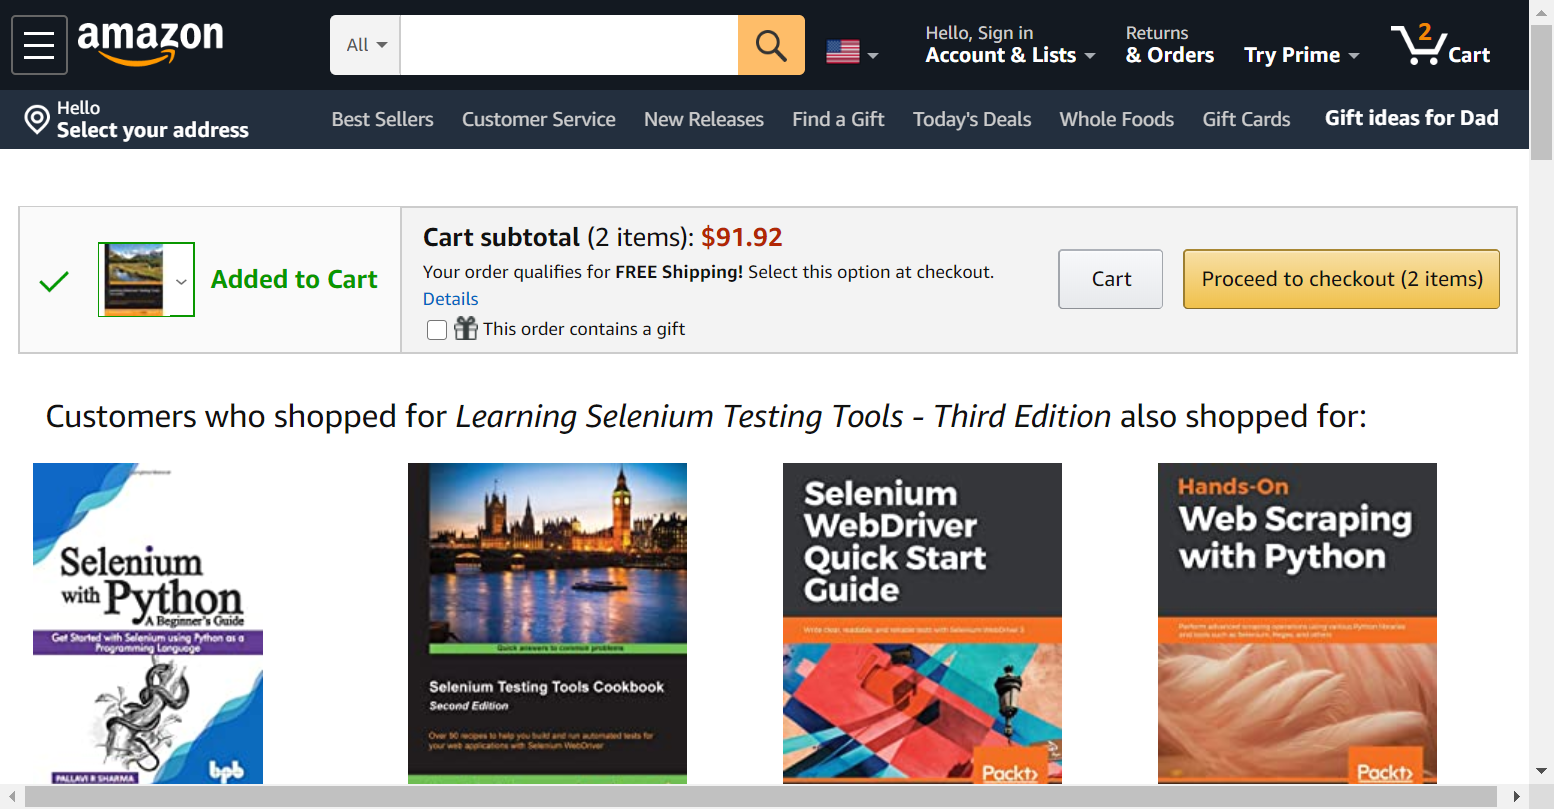 amazon
All
Hello, Sign in
Account & Lists
Returns
& Orders
Try Prime
2
Cart
Hello
Select your address
Best Sellers
Customer Service
New Releases
Find a Gift
Today's Deals
Whole Foods
Gift Cards
Gift ideas for Dad
Added to Cart
Cart subtotal (2 items): $91.92
Your order qualifies for FREE Shipping! Select this option at checkout.
Details
This order contains a gift
Cart
Proceed to checkout (2 items)
Customers who shopped for Learning Selenium Testing Tools - Third Edition also shopped for:
Selenium
with Python
A Beginner's Guide
Get Started with Selenium using Python as a
Programming Language
PALLAVI R SHARMA
bpb
Quick answers to common problems
Selenium Testing Tools Cookbook
Second Edition
Over 90 recipes to help you build and run automated tests for
your web applications with Selenium WebDriver
Selenium
WebDriver
Quick Start
Guide
Write clean, readable, and reliable tests with Selenium WebDriver 3
Packt>
Hands-On
Web Scraping
with Python
Perform advanced scraping operations using various Python libraries
and tools such as Selenium, Regex, and others
Packt>